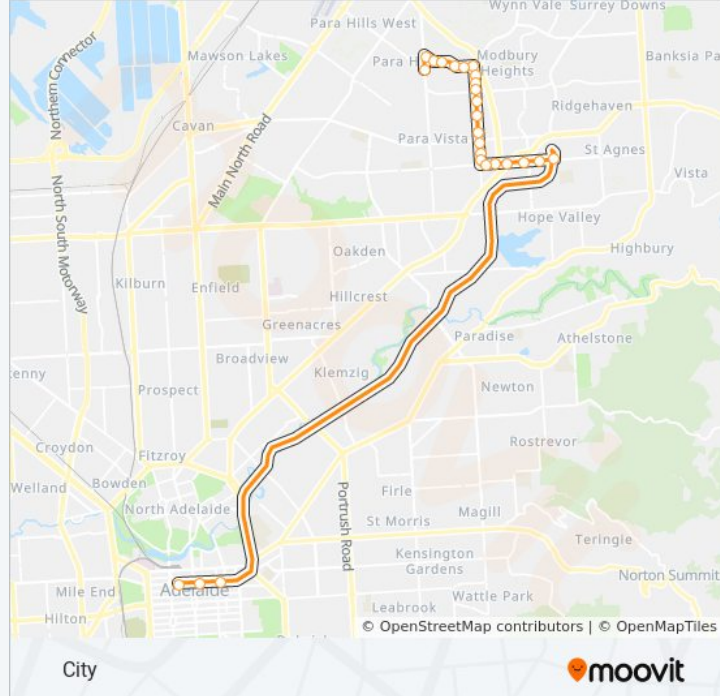 Wynn Vale
Surrey Downs
Para Hills West
Northern Connector
Mawson Lakes
Para H
Modbury
Heights
Banksia Pa
Main North Road
Cavan
Ridgehaven
Para Vista
St Agnes
Vista
North South Motorway
Hope Valley
Oakden
Highbury
Kilburn
Enfield
Hillcrest
Greenacres
Paradise
Athelstone
Broadview
Klemzig
enny
Prospect
Newton
Croydon
Fitzroy
Rostrevor
Welland
Bowden
Portrush Road
Firle
North Adelaide
Magill
St Morris
Teringie
Kensington
Gardens
Norton Summit
Mile End
Adelaide
Wattle Park
Hilton
Leabrook
© OpenStreetMap contributors | © OpenMapTiles
City
moovit